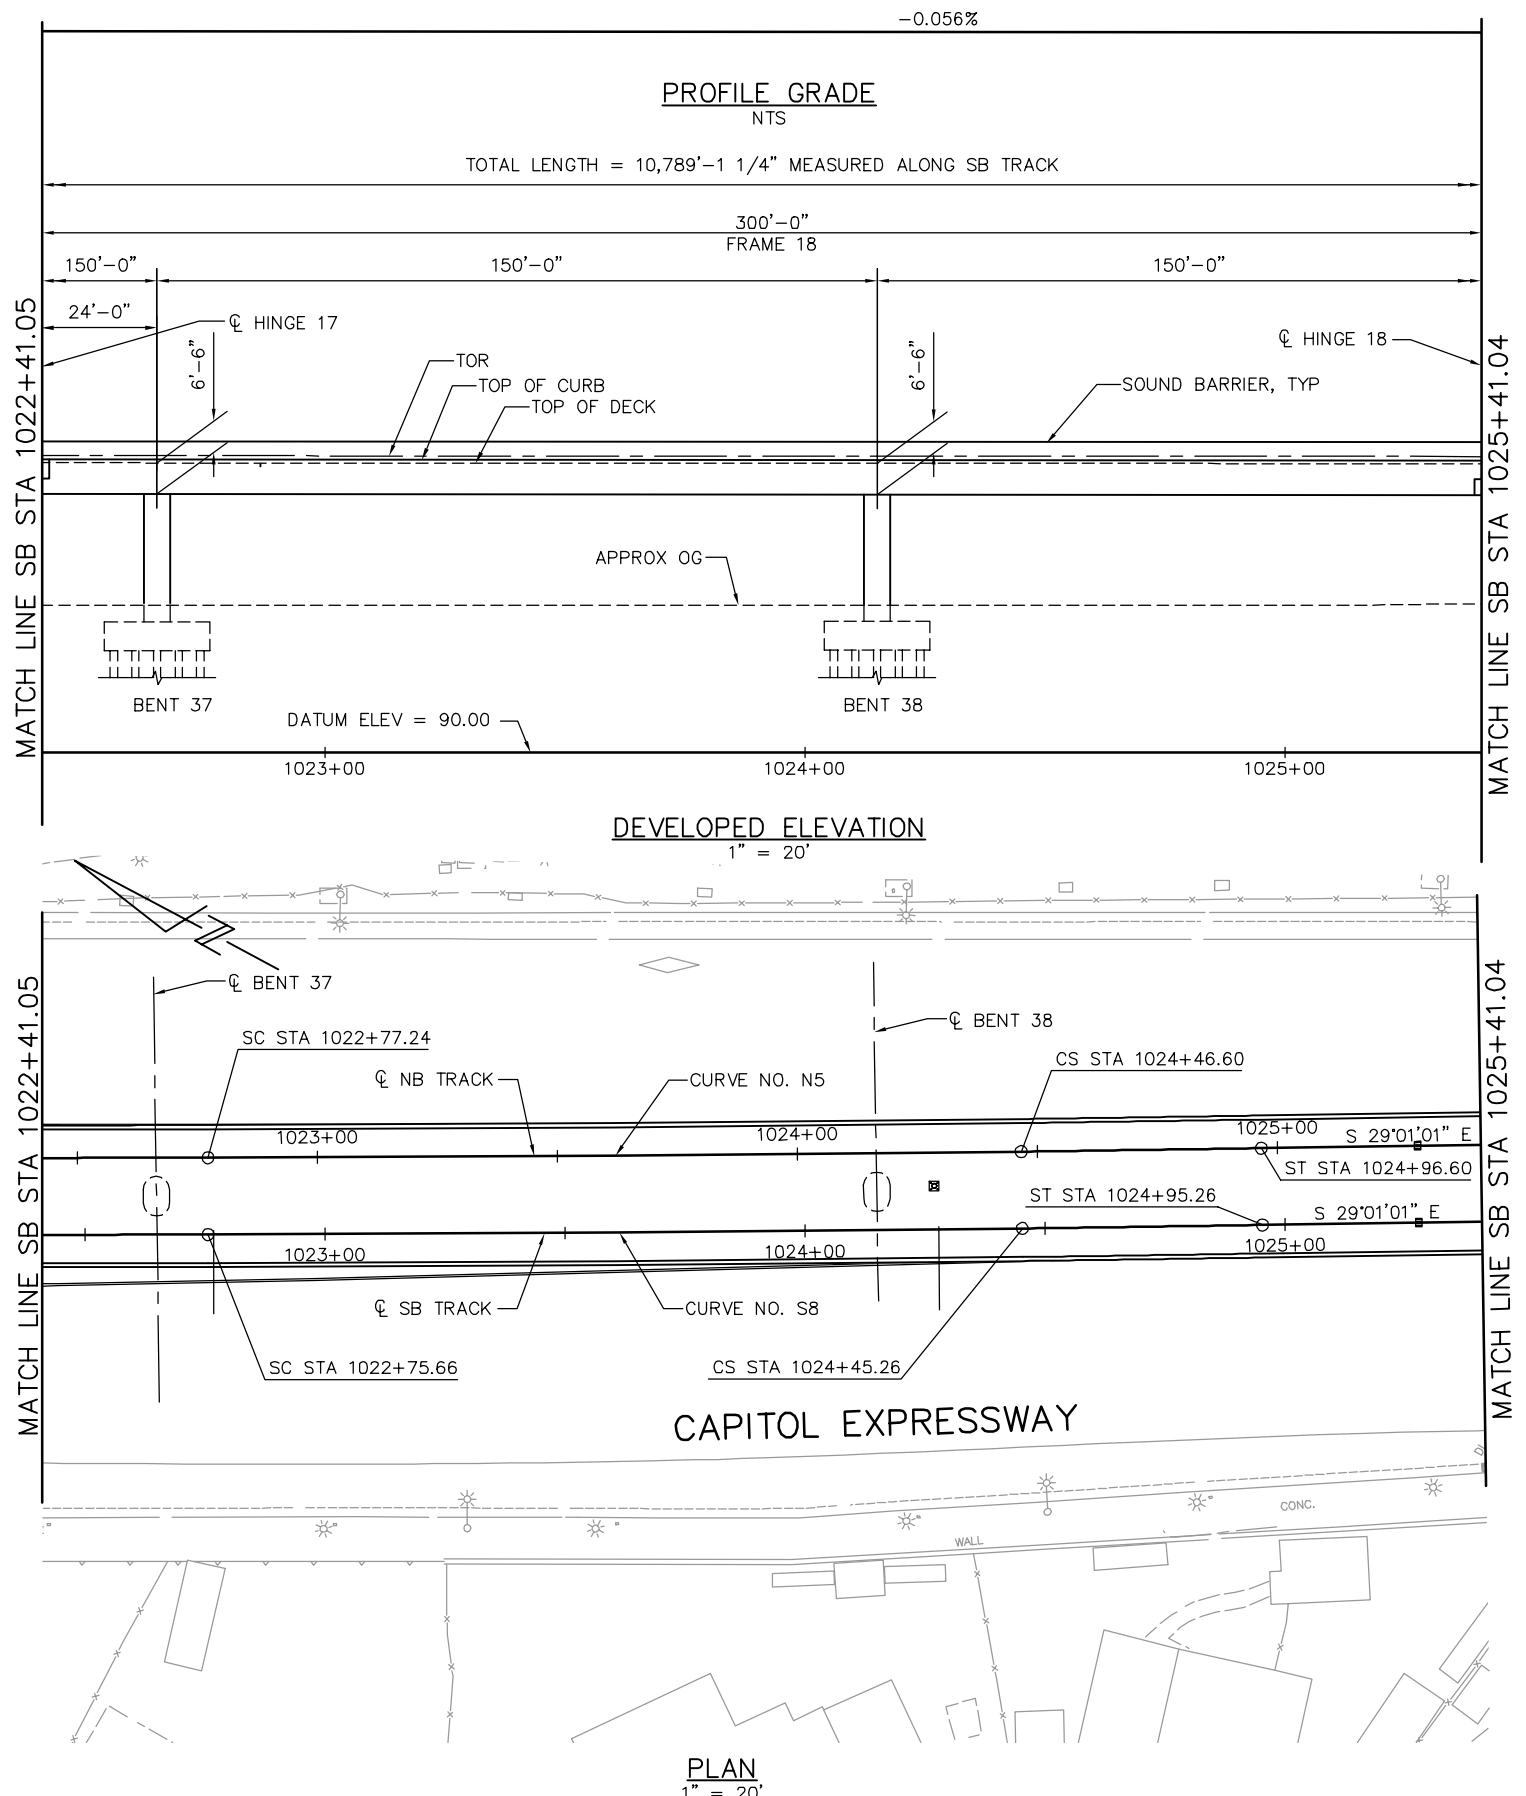 -0.056%
PROFILE GRADE
NTS
TOTAL LENGTH = 10,789'-1 1/4" MEASURED ALONG SB TRACK
300'-0"
FRAME 18
150'-0"
150'-0"
150'-0"
24'-0"
℄ HINGE 17
℄ HINGE 18
6'-6"
6'-6"
TOR
TOP OF CURB
TOP OF DECK
SOUND BARRIER, TYP
MATCH LINE SB STA 1022+41.05
MATCH LINE SB STA 1025+41.04
APPROX OG
BENT 37
BENT 38
DATUM ELEV = 90.00
1023+00
1024+00
1025+00
DEVELOPED ELEVATION
1" = 20'
℄ BENT 37
℄ BENT 38
SC STA 1022+77.24
CS STA 1024+46.60
℄ NB TRACK
CURVE NO. N5
1023+00
1024+00
1025+00
S 29°01'01" E
ST STA 1024+96.60
ST STA 1024+95.26
S 29°01'01" E
1023+00
1024+00
1025+00
℄ SB TRACK
CURVE NO. S8
SC STA 1022+75.66
CS STA 1024+45.26
MATCH LINE SB STA 1022+41.05
MATCH LINE SB STA 1025+41.04
CAPITOL EXPRESSWAY
CONC.
WALL
PLAN
1" = 20'